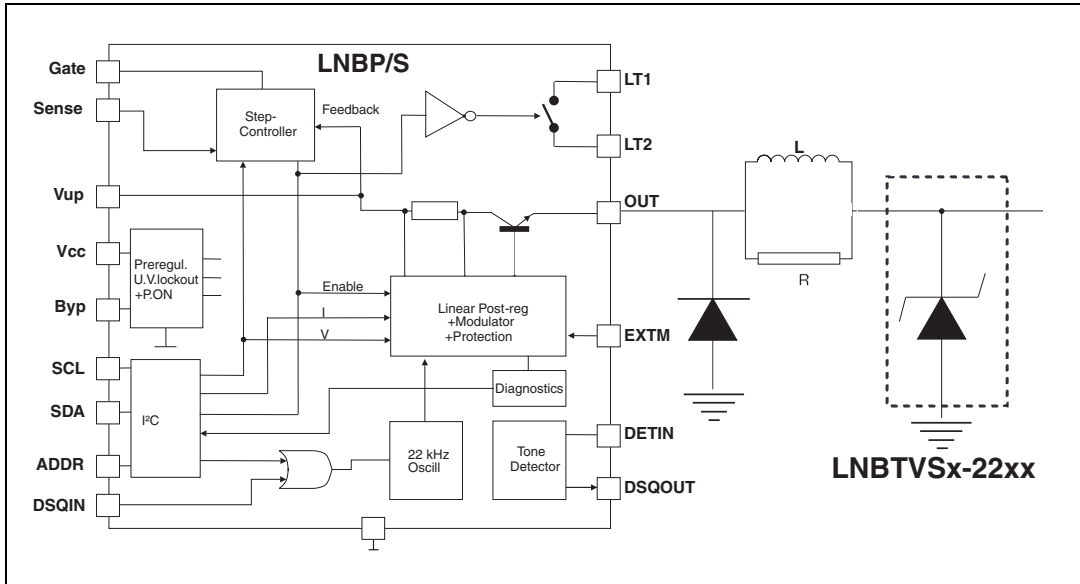 LNBP/S
Gate
Sense
Vup
Vcc
Byp
SCL
SDA
ADDR
DSQIN
Step-
Controller
Feedback
Preregul.
U.V.lockout
+P.ON
I²C
Enable
I
V
Linear Post-reg
+Modulator
+Protection
Diagnostics
22 kHz
Oscill
Tone
Detector
LT1
LT2
OUT
EXTM
DETIN
DSQOUT
L
R
LNBTVSx-22xx